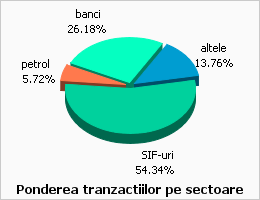 banci
26.18%
altele
13.76%
petrol
5.72%
SIF-uri
54.34%
Ponderea tranzactiilor pe sectoare